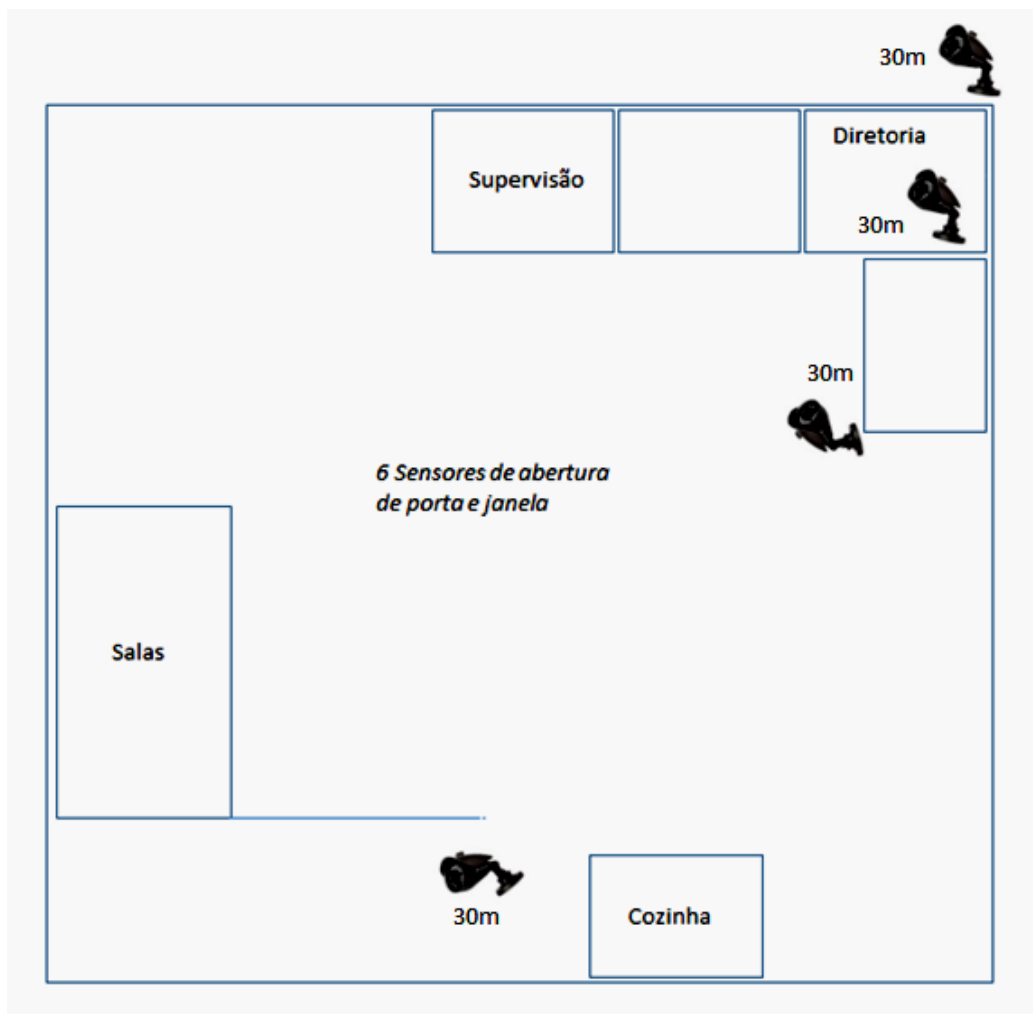 30m
Diretoria
Supervisão
30m
30m
6 Sensores de abertura
de porta e janela
Salas
30m
Cozinha